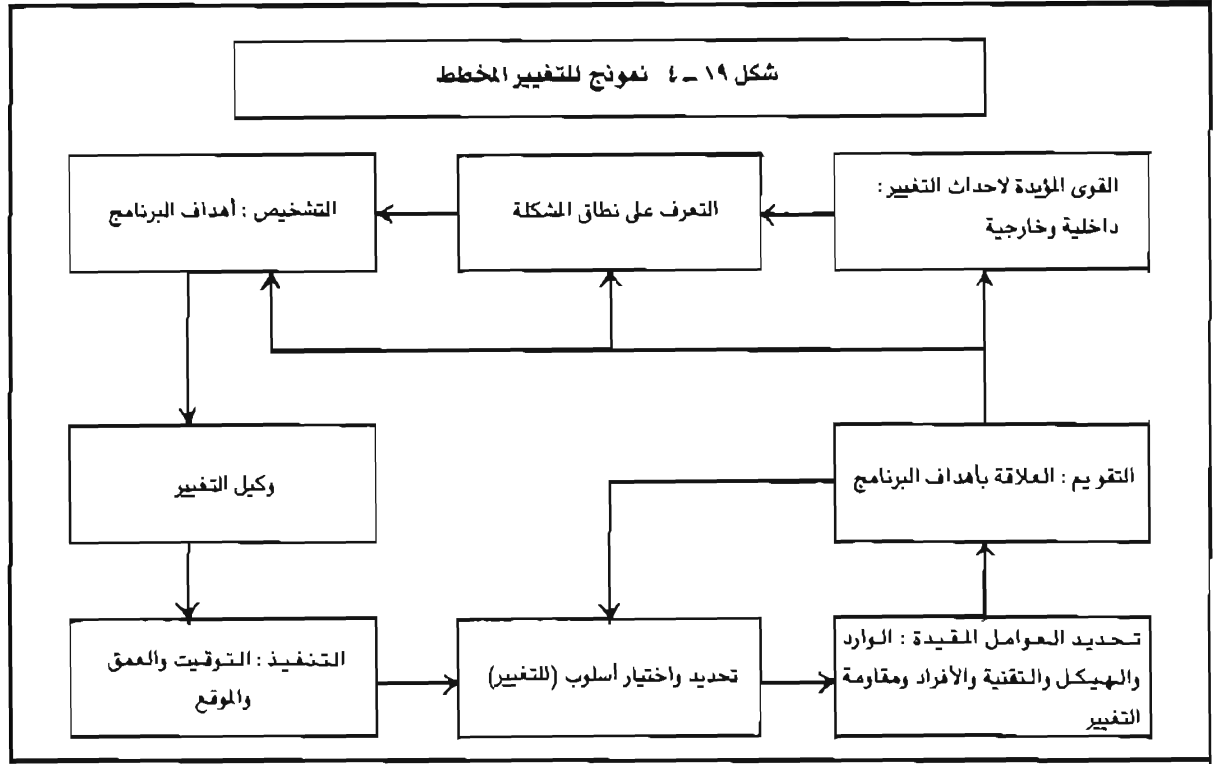 شكل ١٩ – ٤ نموذج للتغيير المخطط
القوى المؤيدة لاحداث التغيير :
داخلية وخارجية
التعرف على نطاق المشكلة
التشخيص : أهداف البرنامج
وكيل التغيير
التقويم : العلاقة بأهداف البرنامج
التنفيذ : التوقيت والعمق
والموقع
تحديد واختيار أسلوب (للتغيير)
تحديد العوامل المقيدة : الوارد
والهيكل والتقنية والأفراد ومقاومة
التغيير